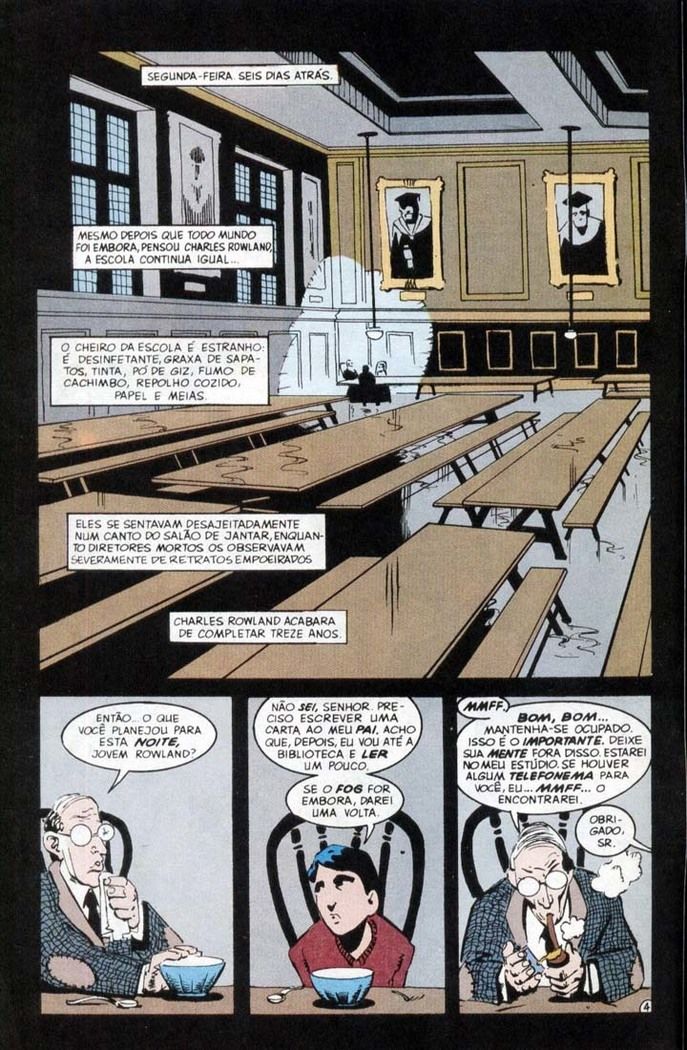 SEGUNDA-FEIRA. SEIS DIAS ATRÁS.
MESMO DEPOIS QUE TODO MUNDO
FOI EMBORA, PENSOU CHARLES ROWLAND,
A ESCOLA CONTINUA IGUAL...
O CHEIRO DA ESCOLA É ESTRANHO:
É DESINFETANTE, GRAXA DE SAPA-
TOS, TINTA, PÓ DE GIZ, FUMO DE
CACHIMBO, REPOLHO COZIDO,
PAPEL E MEIAS.
ELES SE SENTAVAM DESAJEITADAMENTE
NUM CANTO DO SALÃO DE JANTAR, ENQUAN-
TO DIRETORES MORTOS OS OBSERVAVAM
SEVERAMENTE DE RETRATOS EMPOEIRADOS
CHARLES ROWLAND ACABARA
DE COMPLETAR TREZE ANOS.
ENTÃO... O QUE
VOCÊ PLANEJOU PARA
ESTA NOITE,
JOVEM ROWLAND?
NÃO SEI, SENHOR. PRE-
CISO ESCREVER UMA
CARTA AO MEU PAI. ACHO
QUE, DEPOIS, EU VOU ATÉ A
BIBLIOTECA E LER
UM POUCO.
SE O FOG FOR
EMBORA, DAREI
UMA VOLTA.
MMFF.
BOM, BOM...
MANTENHA-SE OCUPADO.
ISSO É O IMPORTANTE. DEIXE
SUA MENTE FORA DISSO. ESTAREI
NO MEU ESTÚDIO. SE HOUVER
ALGUM TELEFONEMA PARA
VOCÊ, EU... MMFF... O
ENCONTRAREI.
OBRI-
GADO,
SR.
4